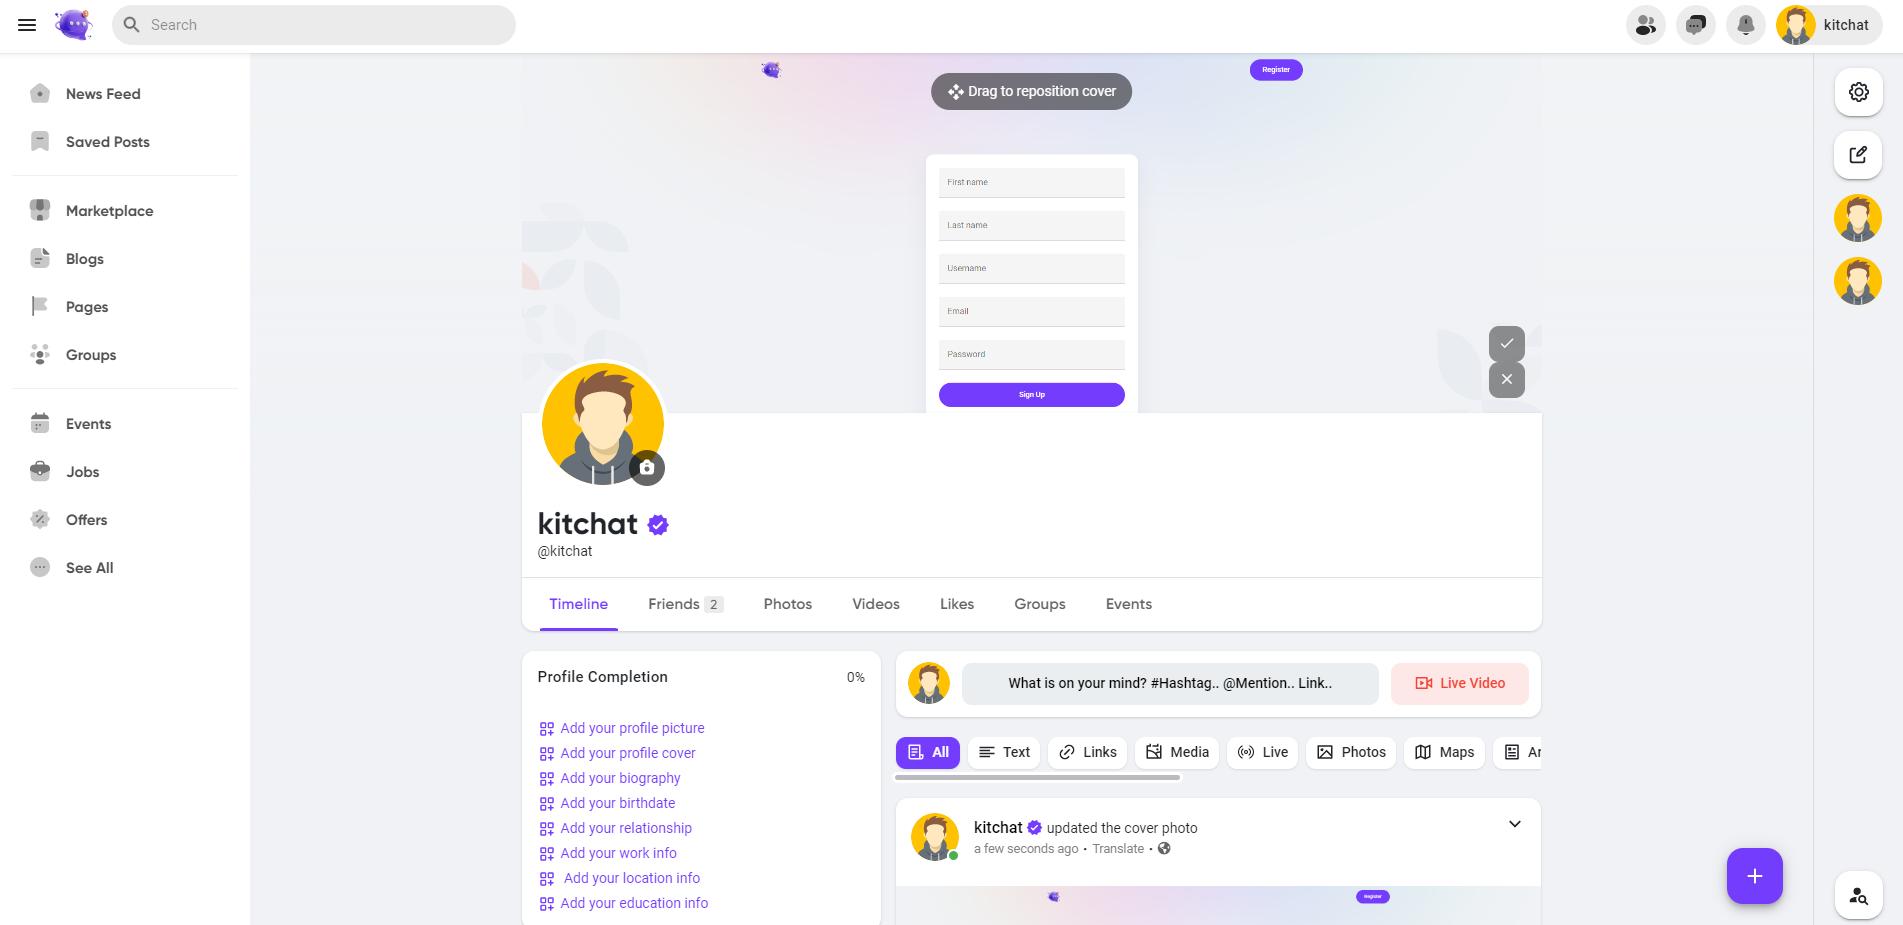 Search
kitchat
News Feed
Saved Posts
Marketplace
Blogs
Pages
Groups
Events
Jobs
Offers
See All
Register
Drag to reposition cover
First name
Last name
Username
Email
Password
Sign Up
kitchat
@kitchat
Timeline
Friends 2
Photos
Videos
Likes
Groups
Events
Profile Completion 0%
Add your profile picture
Add your profile cover
Add your biography
Add your birthdate
Add your relationship
Add your work info
Add your location info
Add your education info
What is on your mind? #Hashtag.. @Mention.. Link..
Live Video
All
Text
Links
Media
Live
Photos
Maps
Ar
kitchat updated the cover photo
a few seconds ago • Translate •
Register